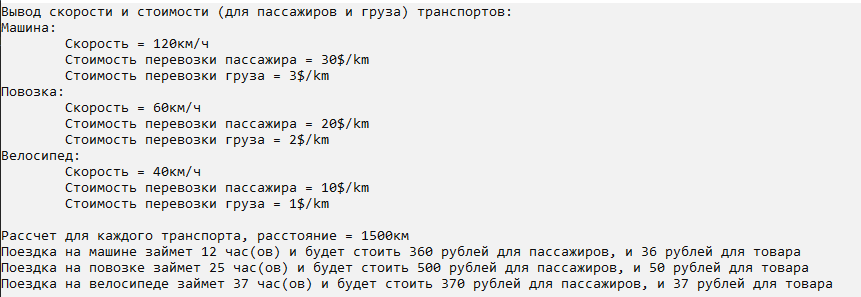 Вывод скорости и стоимости (для пассажиров и груза) транспортов:
Машина:
Скорость = 120км/ч
Стоимость перевозки пассажира = 30$/km
Стоимость перевозки груза = 3$/km
Повозка:
Скорость = 60км/ч
Стоимость перевозки пассажира = 20$/km
Стоимость перевозки груза = 2$/km
Велосипед:
Скорость = 40км/ч
Стоимость перевозки пассажира = 10$/km
Стоимость перевозки груза = 1$/km
Рассчет для каждого транспорта, расстояние = 1500км
Поездка на машине займет 12 час(ов) и будет стоить 360 рублей для пассажиров, и 36 рублей для товара
Поездка на повозке займет 25 час(ов) и будет стоить 500 рублей для пассажиров, и 50 рублей для товара
Поездка на велосипеде займет 37 час(ов) и будет стоить 370 рублей для пассажиров, и 37 рублей для товара